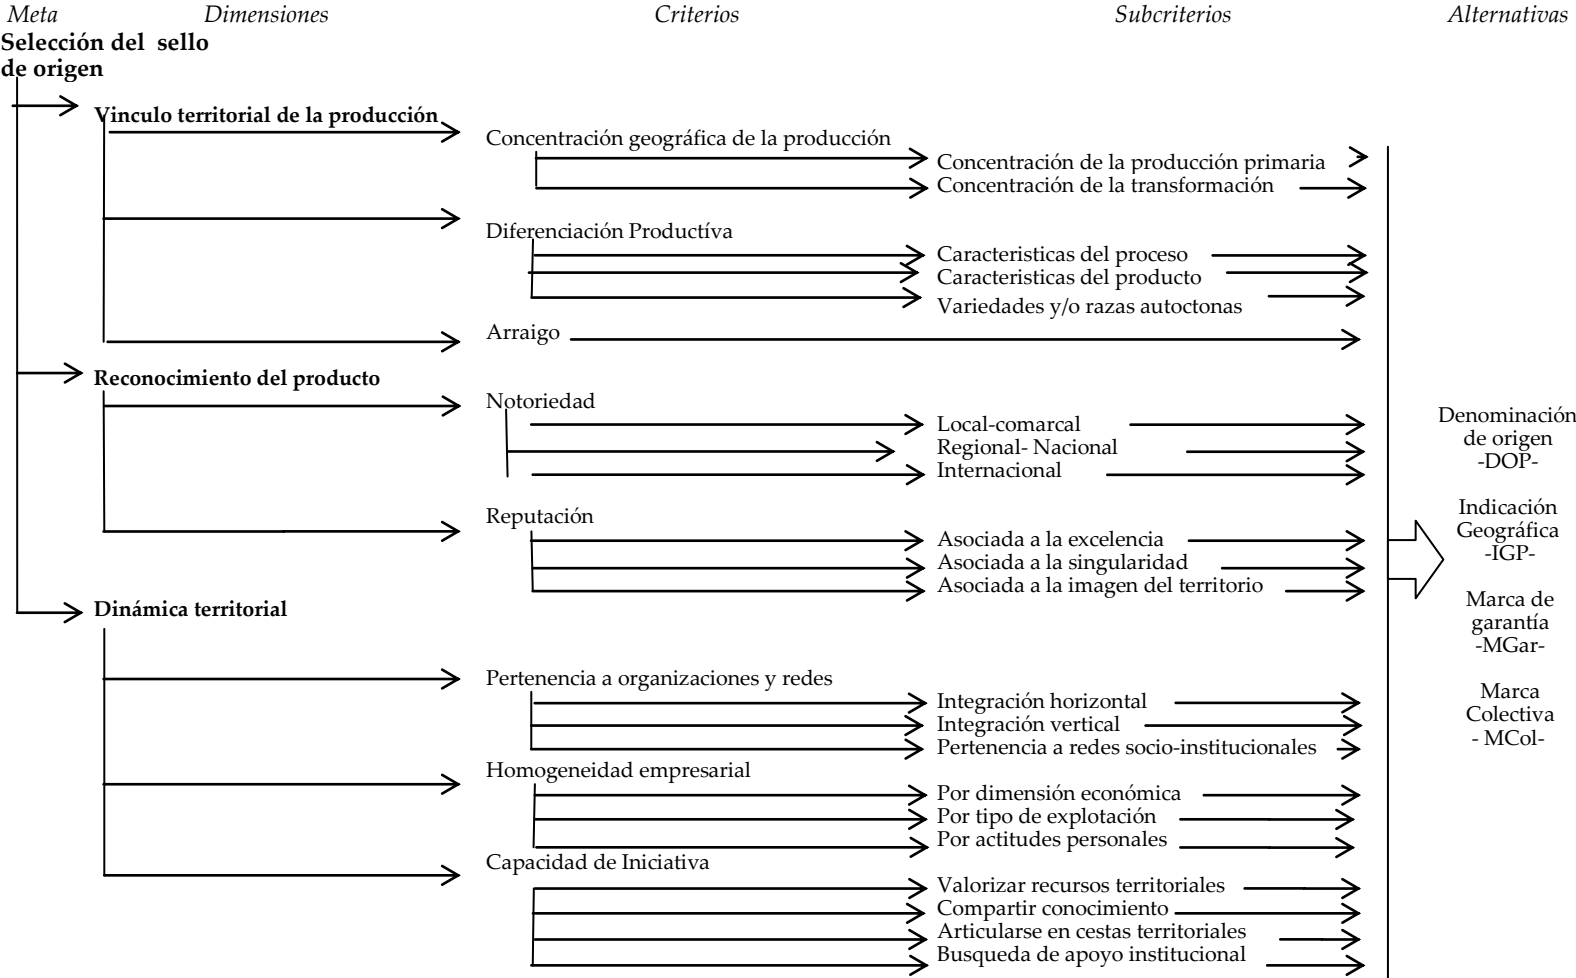 Meta Dimensiones Criterios Subcriterios Alternativas
Selección del sello
de origen
Vinculo territorial de la producción
Concentración geográfica de la producción
Concentración de la producción primaria
Concentración de la transformación
Diferenciación Productíva
Caracteristicas del proceso
Caracteristicas del producto
Variedades y/o razas autoctonas
Arraigo
Reconocimiento del producto
Notoriedad
Local-comarcal
Regional- Nacional
Internacional
Reputación
Asociada a la excelencia
Asociada a la singularidad
Asociada a la imagen del territorio
Dinámica territorial
Pertenencia a organizaciones y redes
Integración horizontal
Integración vertical
Pertenencia a redes socio-institucionales
Homogeneidad empresarial
Por dimensión económica
Por tipo de explotación
Por actitudes personales
Capacidad de Iniciativa
Valorizar recursos territoriales
Compartir conocimiento
Articularse en cestas territoriales
Busqueda de apoyo institucional
Denominación
de origen
-DOP-
Indicación
Geográfica
-IGP-
Marca de
garantía
-MGar-
Marca
Colectiva
- MCol-